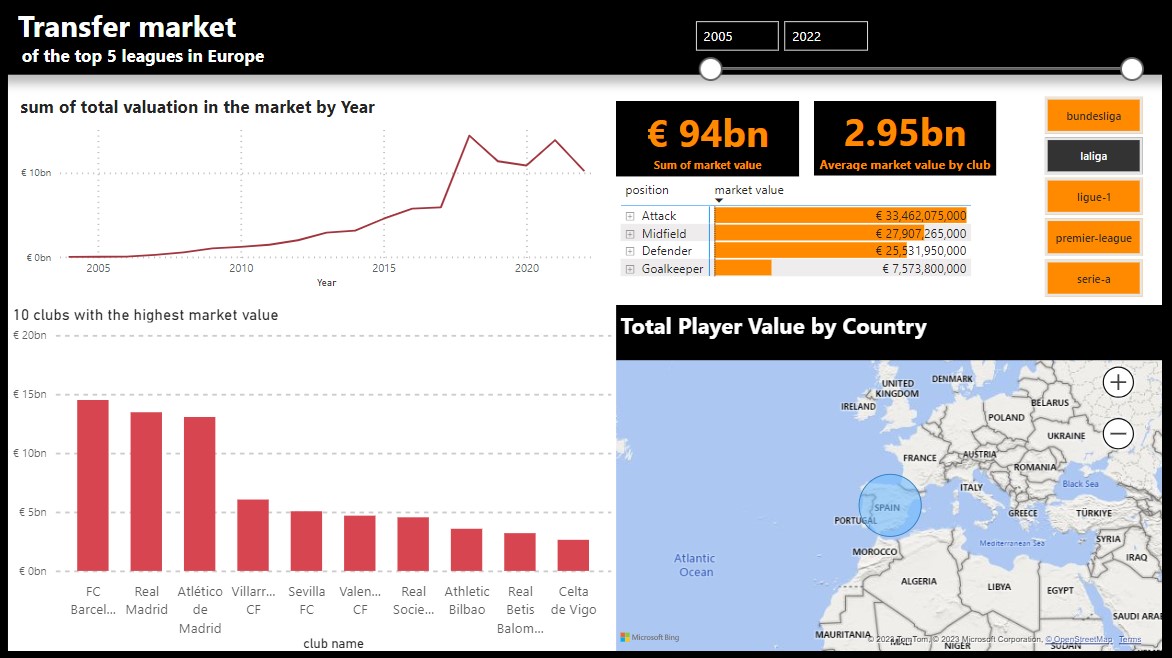 Transfer market
of the top 5 leagues in Europe
2005
2022
sum of total valuation in the market by Year
€ 10bn
€ 0bn
2005
2010
2015
2020
Year
€ 94bn
Sum of market value
2.95bn
Average market value by club
position
market value
Attack
€ 33,462,075,000
Midfield
€ 27,907,265,000
Defender
€ 25,531,950,000
Goalkeeper
€ 7,573,800,000
bundesliga
laliga
ligue-1
premier-league
serie-a
10 clubs with the highest market value
€ 20bn
€ 15bn
€ 10bn
€ 5bn
€ 0bn
FC
Barcel...
Real
Madrid
Atlético
de
Madrid
Villarr...
CF
Sevilla
FC
Valen...
CF
Real
Socie...
Athletic
Bilbao
Real
Betis
Balom...
Celta
de Vigo
club name
Total Player Value by Country
UNITED
KINGDOM
DENMARK
IRELAND
BELARUS
POLAND
UKRAINE
FRANCE
AUSTRIA
ROMANIA
ITALY
Black Sea
SPAIN
PORTUGAL
GREECE
TÜRKIYE
Mediterranean Sea
SYRIA
MOROCCO
IRAQ
Atlantic
Ocean
ALGERIA
LIBYA
EGYPT
SAUDI ARAB
MAURITANIA
MALI
NIGER
SUDAN
Microsoft Bing
© 2023 TomTom, © 2023 Microsoft Corporation, © OpenStreetMap
Terms